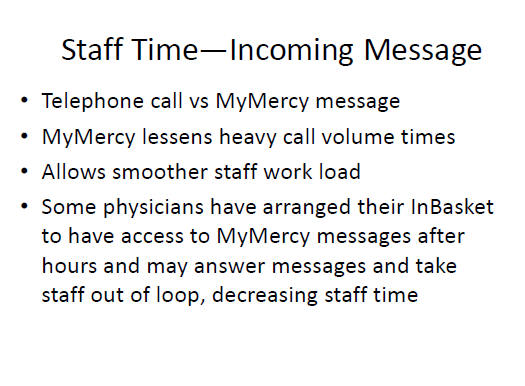 Staff Time—Incoming Message
• Telephone call vs MyMercy message
• MyMercy lessens heavy call volume times
• Allows smoother staff work load
• Some physicians have arranged their InBasket
to have access to MyMercy messages after
hours and may answer messages and take
staff out of loop, decreasing staff time